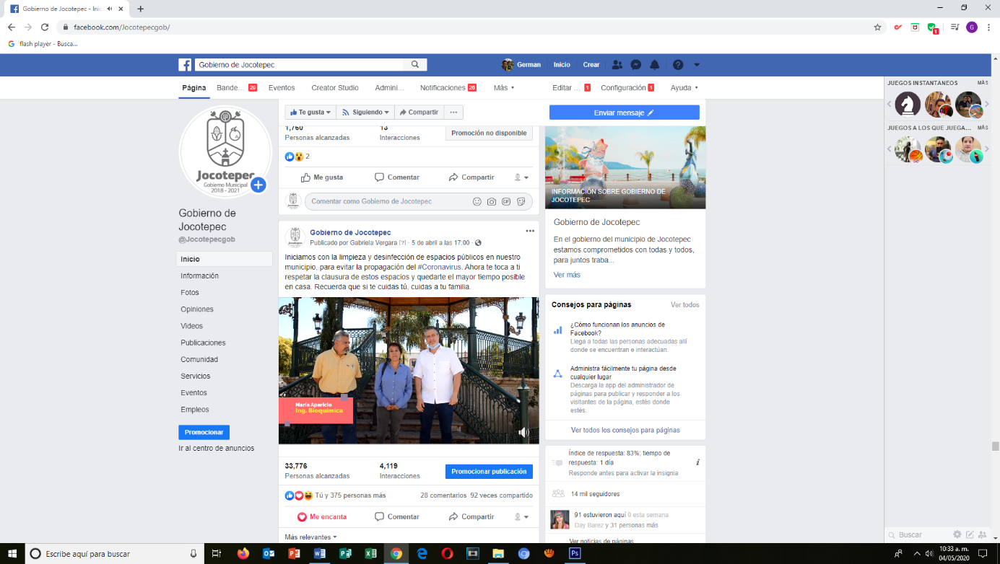 Gobierno de Jocotepec - Ini
flash player - Busca...
facebook.com/Jocotepecgob/
G
1
Gobierno de Jocotepec
German
Inicio
Crear
Página
Bande... 29
Eventos
Creator Studio
Admini...
Notificaciones 26
Más
Editar ... 1
Configuración 1
Ayuda
Te gusta
Siguiendo
Compartir
Enviar mensaje
Jocotepec
Gobierno Municipal
2018 - 2021
Gobierno de
Jocotepec
@Jocotepecgob
Inicio
Información
Fotos
Opiniones
Videos
Publicaciones
Comunidad
Servicios
Eventos
Empleos
Promocionar
Ir al centro de anuncios
1,760
Personas alcanzadas
13
Interacciones
Promoción no disponible
2
Me gusta
Comentar
Compartir
Comentar como Gobierno de Jocotepec
GIF
Gobierno de Jocotepec
Publicado por Gabriela Vergara [?] · 5 de abril a las 17:00 ·
Iniciamos con la limpieza y desinfección de espacios públicos en nuestro
municipio, para evitar la propagación del #Coronavirus. Ahora te toca a ti
respetar la clausura de estos espacios y quedarte el mayor tiempo posible
en casa. Recuerda que si te cuidas tú, cuidas a tu familia.
María Aparicio
Ing. Bioquímica
33,776
Personas alcanzadas
4,119
Interacciones
Promocionar publicación
Tú y 375 personas más
28 comentarios 92 veces compartido
Me encanta
Comentar
Compartir
Más relevantes
INFORMACIÓN SOBRE GOBIERNO DE
JOCOTEPEC
Gobierno de Jocotepec
En el gobierno del municipio de Jocotepec
estamos comprometidos con todas y todos,
para juntos traba...
Ver más
Consejos para páginas
Ver todos
¿Cómo funcionan los anuncios de
Facebook?
Llega a todas las personas adecuadas allí
donde se encuentran e interactúan.
Administra fácilmente tu página desde
cualquier lugar
Descarga la app del administrador de
páginas para publicar y responder a los
visitantes de la página, estés donde
estés.
Ver todos los consejos para páginas
Índice de respuesta: 83%; tiempo de
respuesta: 1 día
Responde antes para activar la insignia
14 mil seguidores
91 estuvieron aquí 0 esta semana
Day Barez y 31 personas más
Ver noticias de páginas
JUEGOS INSTANTÁNEOS
MÁS
JUEGOS A LOS QUE JUEGA...
MÁS
Buscar
Escribe aquí para buscar
Ps
10:33 a. m.
04/05/2020